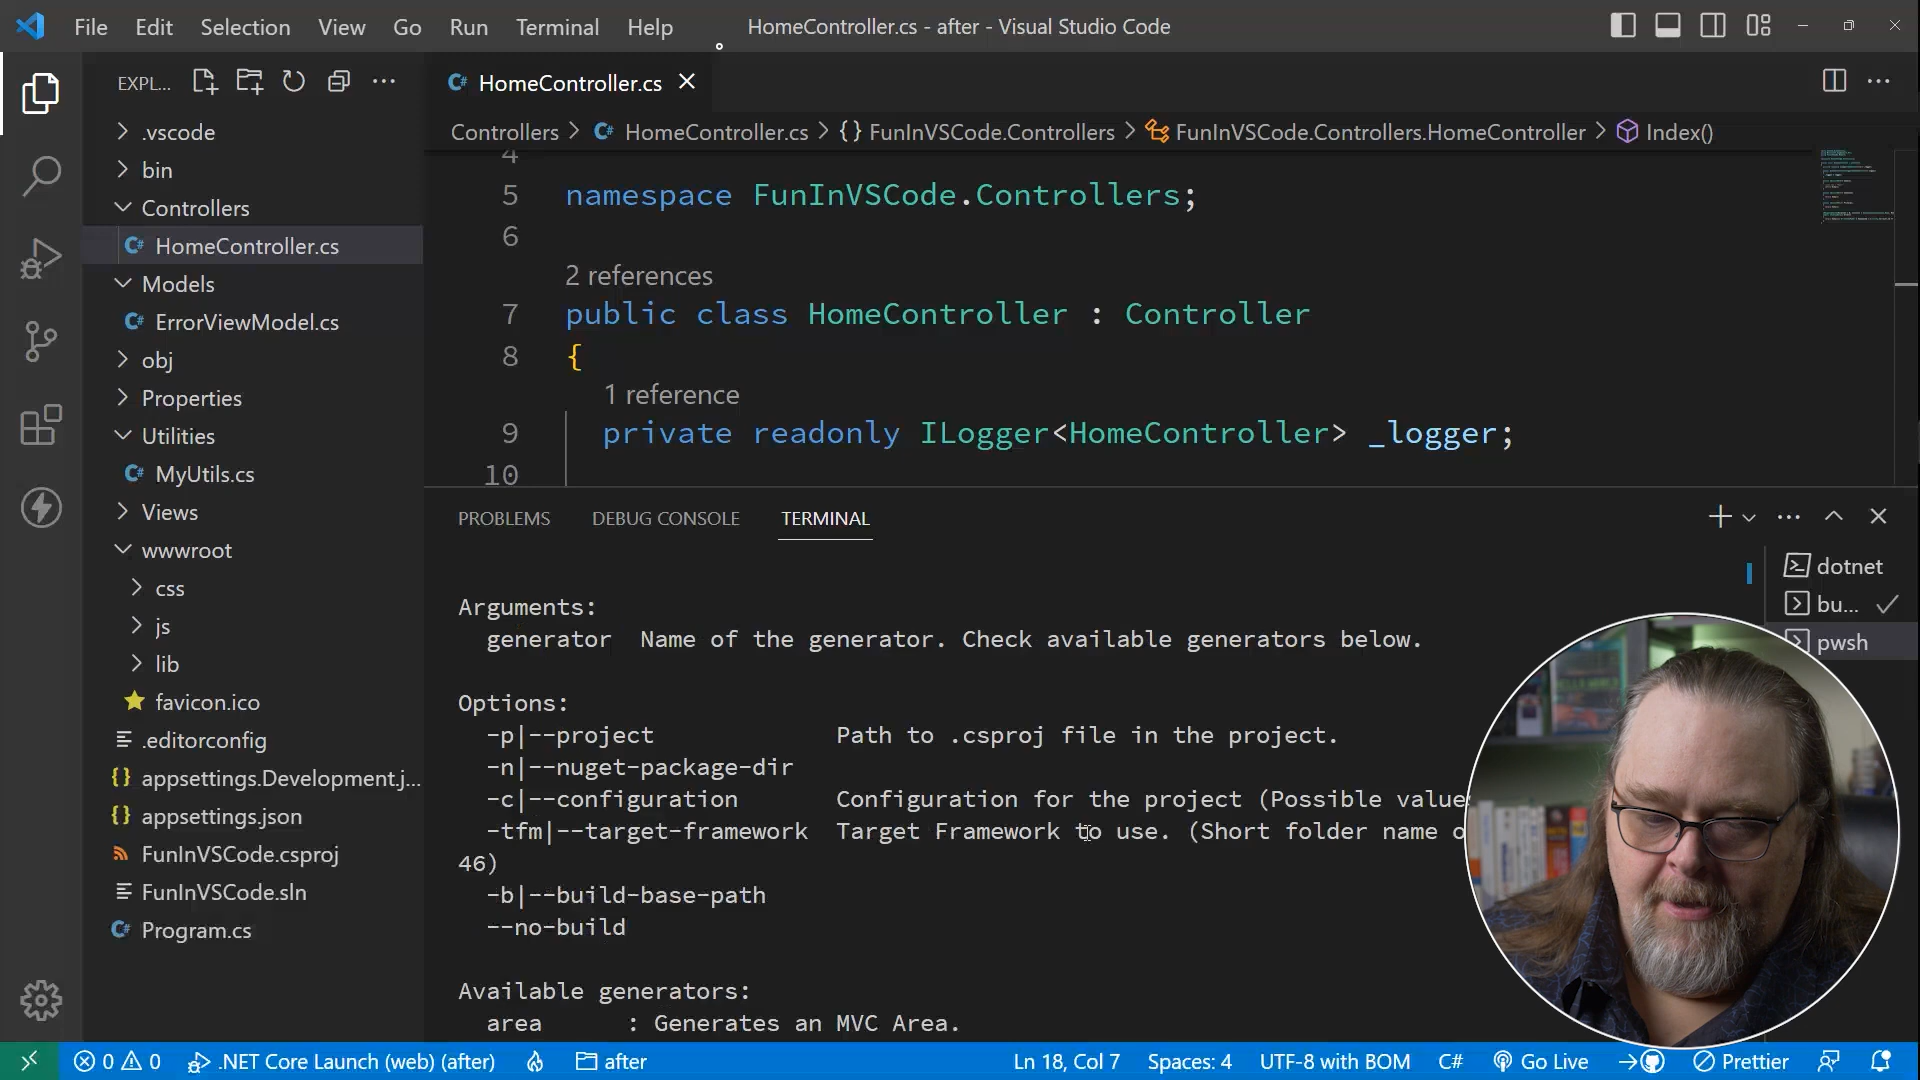 File Edit Selection View Go Run Terminal Help HomeController.cs - after - Visual Studio Code
EXPL...
.vscode
bin
Controllers
HomeController.cs
Models
ErrorViewModel.cs
obj
Properties
Utilities
MyUtils.cs
Views
wwwroot
css
js
lib
favicon.ico
.editorconfig
appsettings.Development.j...
appsettings.json
FunInVSCode.csproj
FunInVSCode.sln
Program.cs
HomeController.cs
Controllers > HomeController.cs > {} FunInVSCode.Controllers > FunInVSCode.Controllers.HomeController > Index()
4
5 namespace FunInVSCode.Controllers;
6
2 references
7 public class HomeController : Controller
8 {
1 reference
9 private readonly ILogger<HomeController> _logger;
10
PROBLEMS DEBUG CONSOLE TERMINAL
dotnet
bu...
pwsh
Arguments:
generator Name of the generator. Check available generators below.
Options:
-p|--project Path to .csproj file in the project.
-n|--nuget-package-dir
-c|--configuration Configuration for the project (Possible value
-tfm|--target-framework Target Framework to use. (Short folder name o
46)
-b|--build-base-path
--no-build
Available generators:
area : Generates an MVC Area.
0 0 .NET Core Launch (web) (after) after Ln 18, Col 7 Spaces: 4 UTF-8 with BOM C# Go Live Prettier